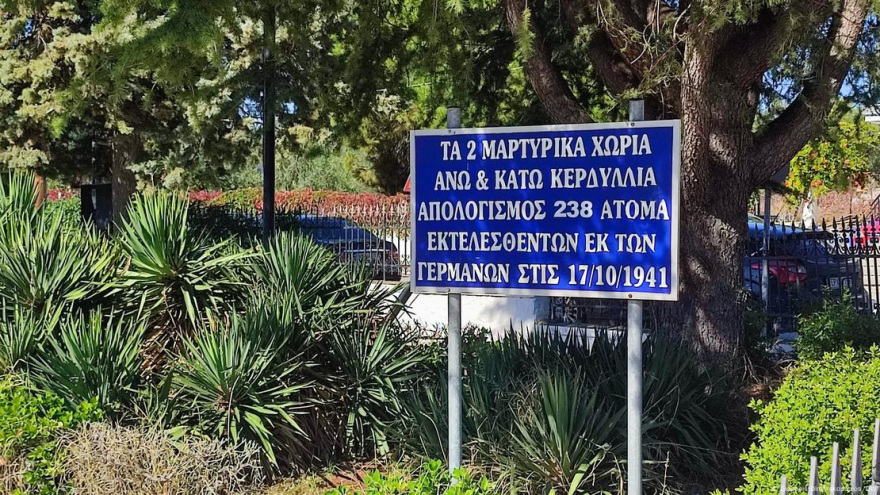 ΤΑ 2 ΜΑΡΤΥΡΙΚΑ ΧΩΡΙΑ
ΑΝΩ & ΚΑΤΩ ΚΕΡΔΥΛΛΙΑ
ΑΠΟΛΟΓΙΣΜΟΣ 238 ΑΤΟΜΑ
ΕΚΤΕΛΕΣΘΕΝΤΩΝ ΕΚ ΤΩΝ
ΓΕΡΜΑΝΩΝ ΣΤΙΣ 17/10/1941